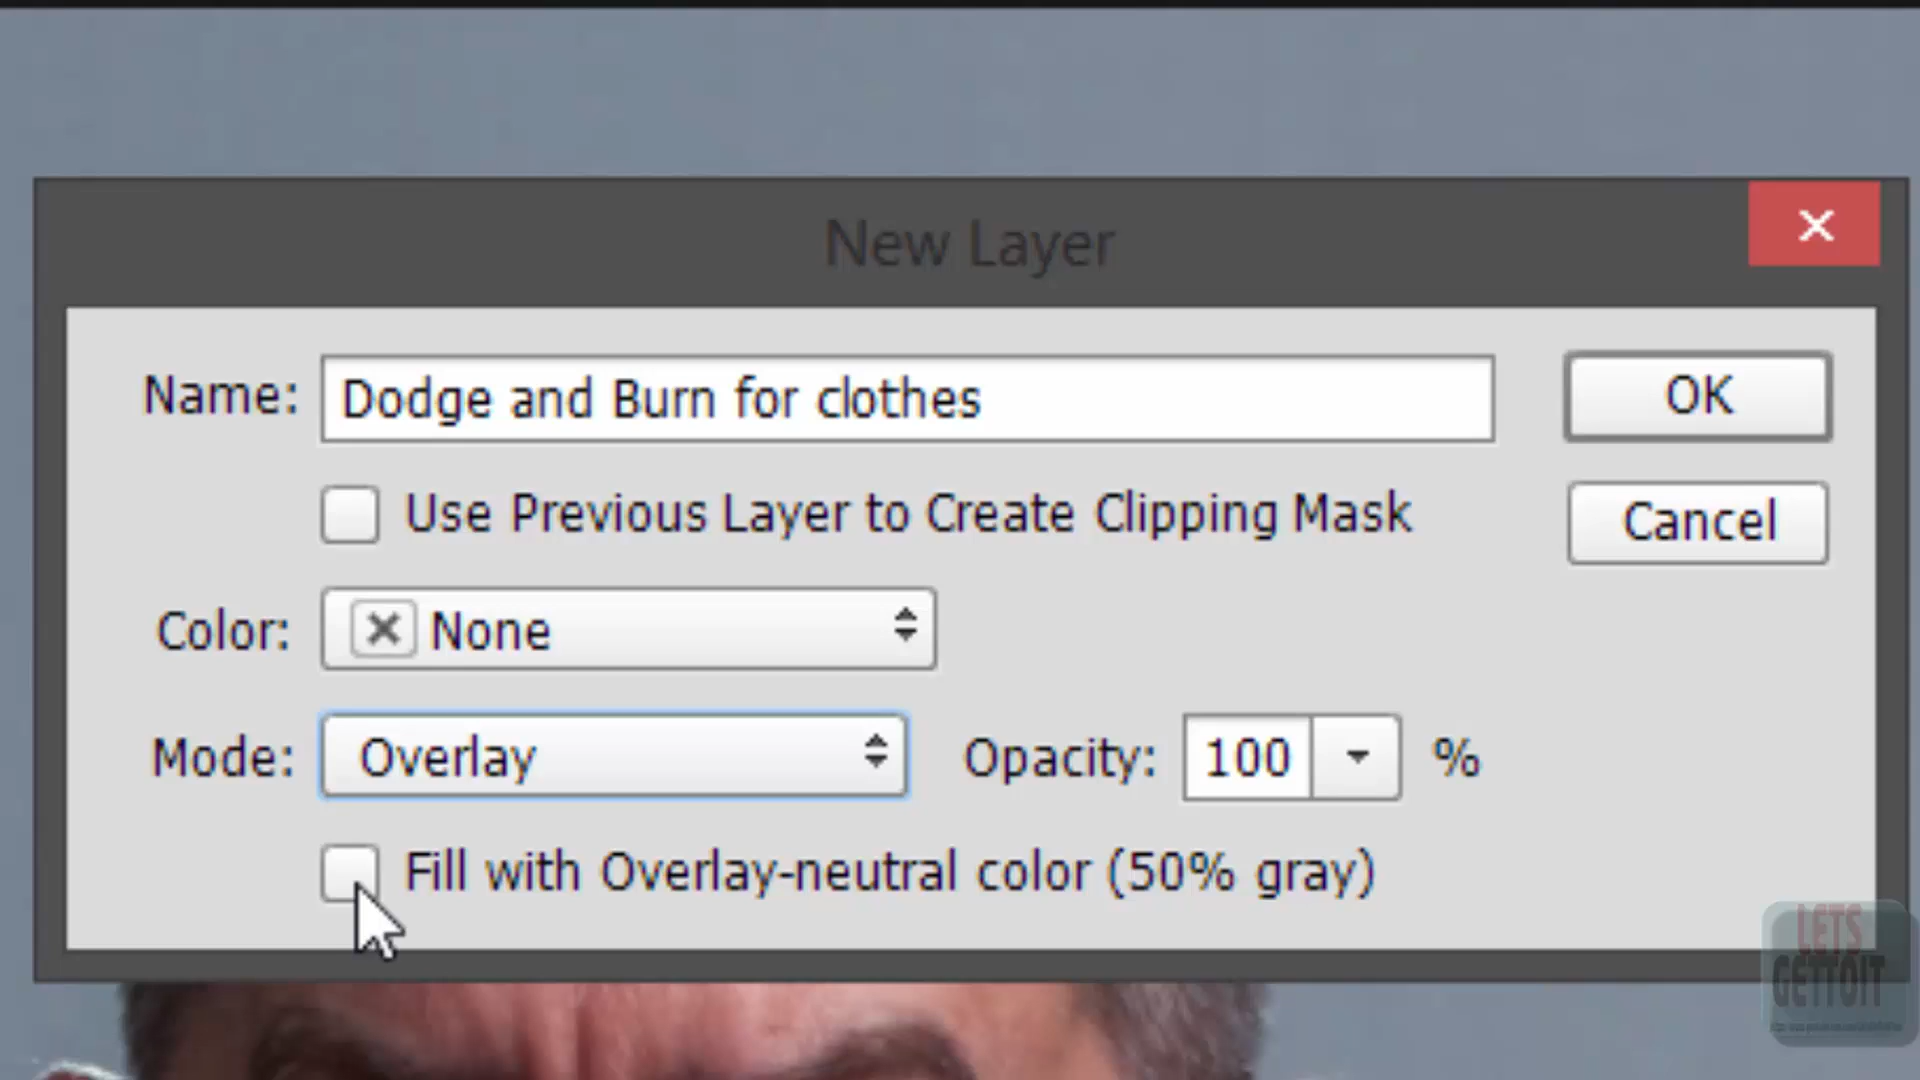 New Layer
Name: Dodge and Burn for clothes
OK
Use Previous Layer to Create Clipping Mask
Cancel
Color: None
Mode: Overlay Opacity: 100 %
Fill with Overlay-neutral color (50% gray)
LETS
GETTOIT